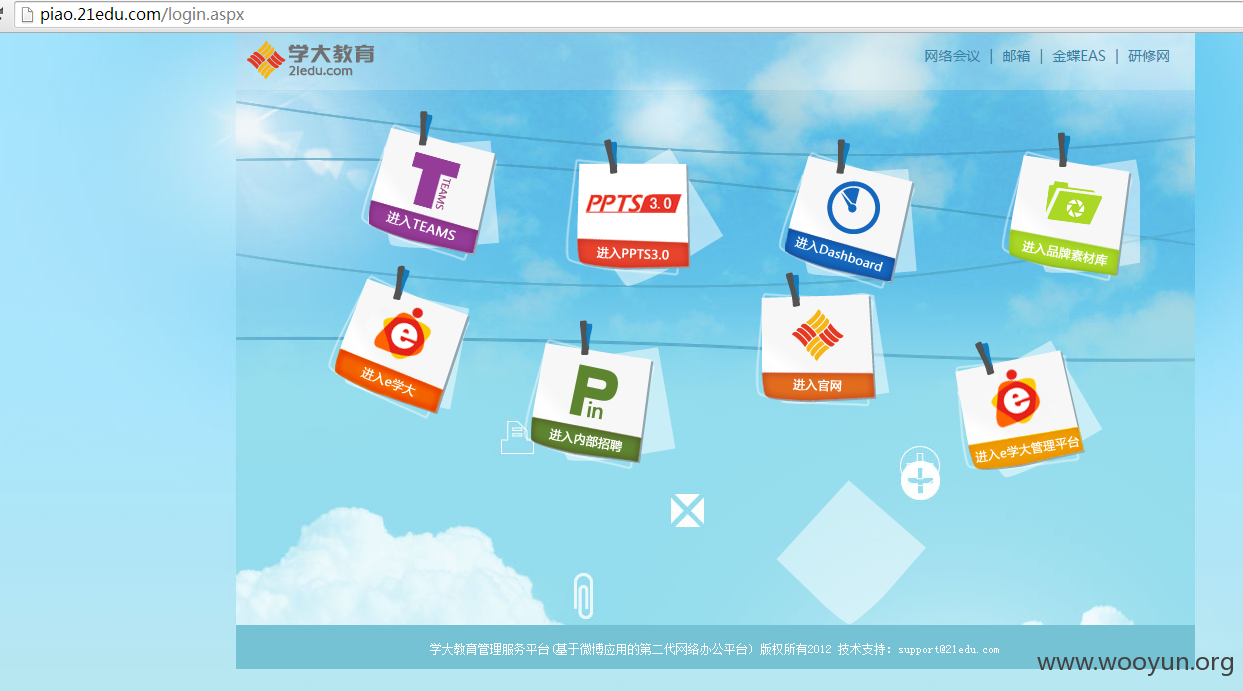 piao.21edu.com/login.aspx
学大教育
21edu.com
网络会议 | 邮箱 | 金蝶EAS | 研修网
T TEAMS
进入TEAMS
PPTS 3.0
进入PPTS3.0
进入Dashboard
进入品牌素材库
e
进入e学大
Pin
进入内部招聘
进入官网
e
进入e学大管理平台
学大教育管理服务平台(基于微博应用的第二代网络办公平台) 版权所有2012 技术支持: support@21edu.com
www.wooyun.org